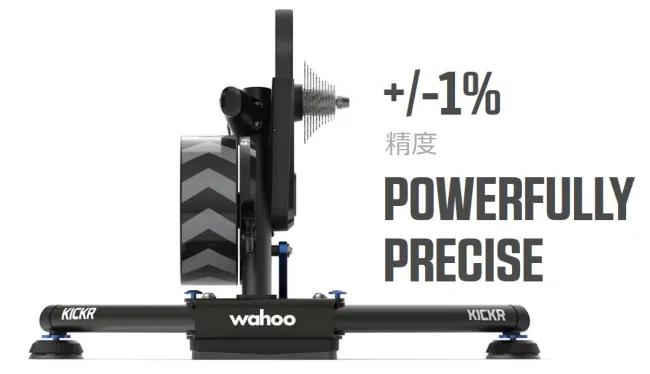 +/-1%
精度
POWERFULLY
PRECISE
KICKR
wahoo
KICKR